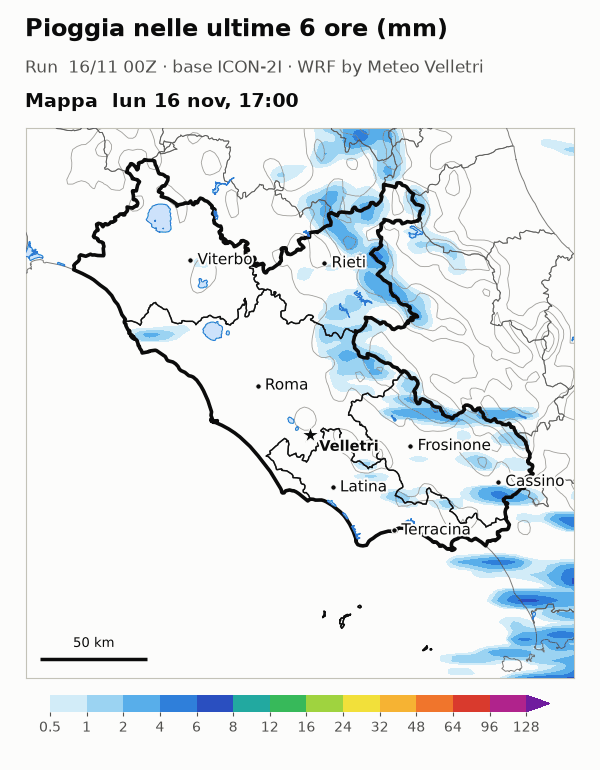 Pioggia nelle ultime 6 ore (mm)
Run 16/11 00Z · base ICON-2I · WRF by Meteo Velletri
Mappa lun 16 nov, 17:00
Viterbo
Rieti
Roma
Velletri
Frosinone
Latina
Cassino
Terracina
50 km
0.5 1 2 4 6 8 12 16 24 32 48 64 96 128